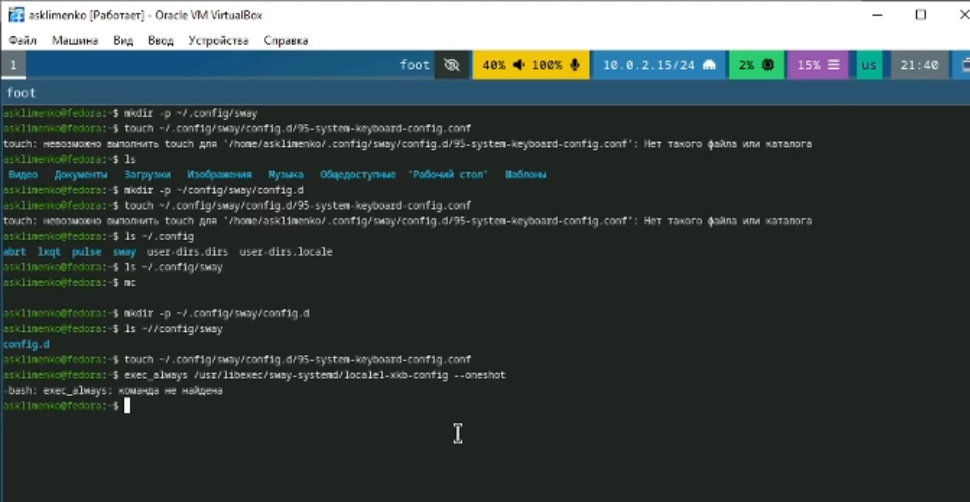 asklimenko [Работает] - Oracle VM VirtualBox
Файл Машина Вид Ввод Устройства Справка
1 foot 40% 100% 10.0.2.15/24 2% 15% us 21:40
foot
asklimenko@fedora:~$ mkdir -p ~/.config/sway
asklimenko@fedora:~$ touch ~/.config/sway/config.d/95-system-keyboard-config.conf
touch: невозможно выполнить touch для '/home/asklimenko/.config/sway/config.d/95-system-keyboard-config.conf': Нет такого файла или каталога
asklimenko@fedora:~$ ls
Видео Документы Загрузки Изображения Музыка Общедоступные 'Рабочий стол' Шаблоны
asklimenko@fedora:~$ mkdir -p ~/config/sway/config.d
asklimenko@fedora:~$ touch ~/.config/sway/config.d/95-system-keyboard-config.conf
touch: невозможно выполнить touch для '/home/asklimenko/.config/sway/config.d/95-system-keyboard-config.conf': Нет такого файла или каталога
asklimenko@fedora:~$ ls ~/.config
abrt lxqt pulse sway user-dirs.dirs user-dirs.locale
asklimenko@fedora:~$ ls ~/.config/sway
asklimenko@fedora:~$ mc
asklimenko@fedora:~$ mkdir -p ~/.config/sway/config.d
asklimenko@fedora:~$ ls ~//config/sway
config.d
asklimenko@fedora:~$ touch ~/.config/sway/config.d/95-system-keyboard-config.conf
asklimenko@fedora:~$ exec_always /usr/libexec/sway-systemd/locale1-xkb-config --oneshot
-bash: exec_always: команда не найдена
asklimenko@fedora:~$